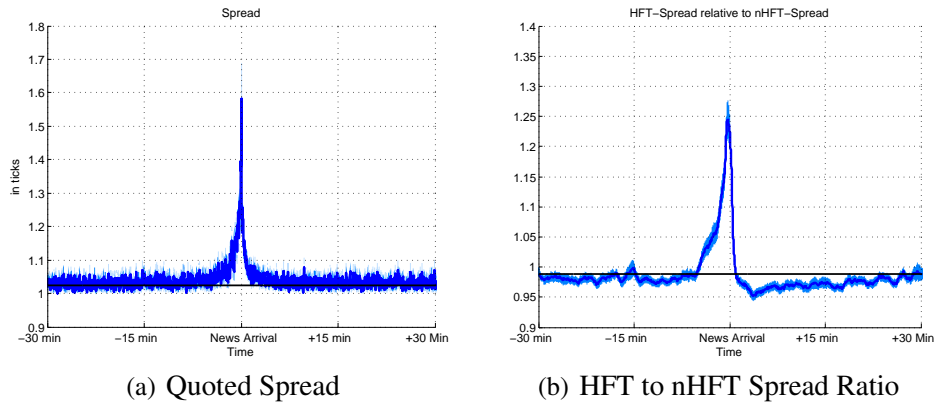 Spread
1.8
1.7
1.6
1.5
1.4
1.3
1.2
1.1
1
0.9
in ticks
−30 min −15 min News Arrival +15 min +30 Min
Time
(a) Quoted Spread
HFT−Spread relative to nHFT−Spread
1.4
1.35
1.3
1.25
1.2
1.15
1.1
1.05
1
0.95
0.9
−30 min −15 min News Arrival +15 min +30 Min
Time
(b) HFT to nHFT Spread Ratio